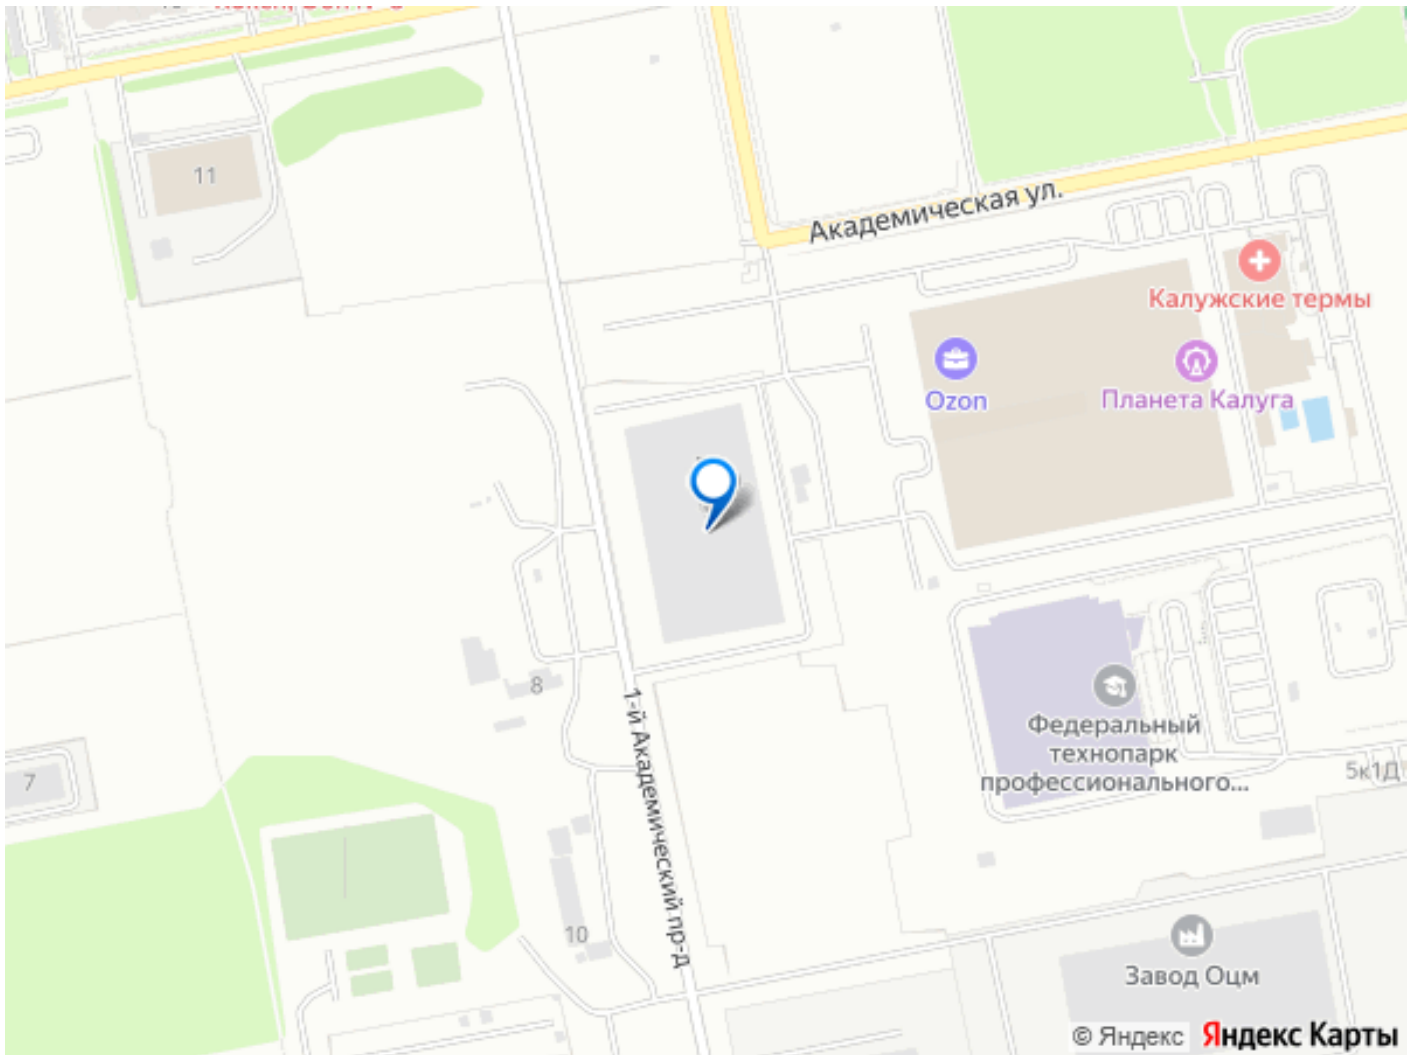 11
Академическая ул.
Калужские термы
Ozon
Планета Калуга
8
1-й Академический пр-д
Федеральный
технопарк
профессионального...
5к1Д
7
10
Завод Оцм
© Яндекс Яндекс Карты